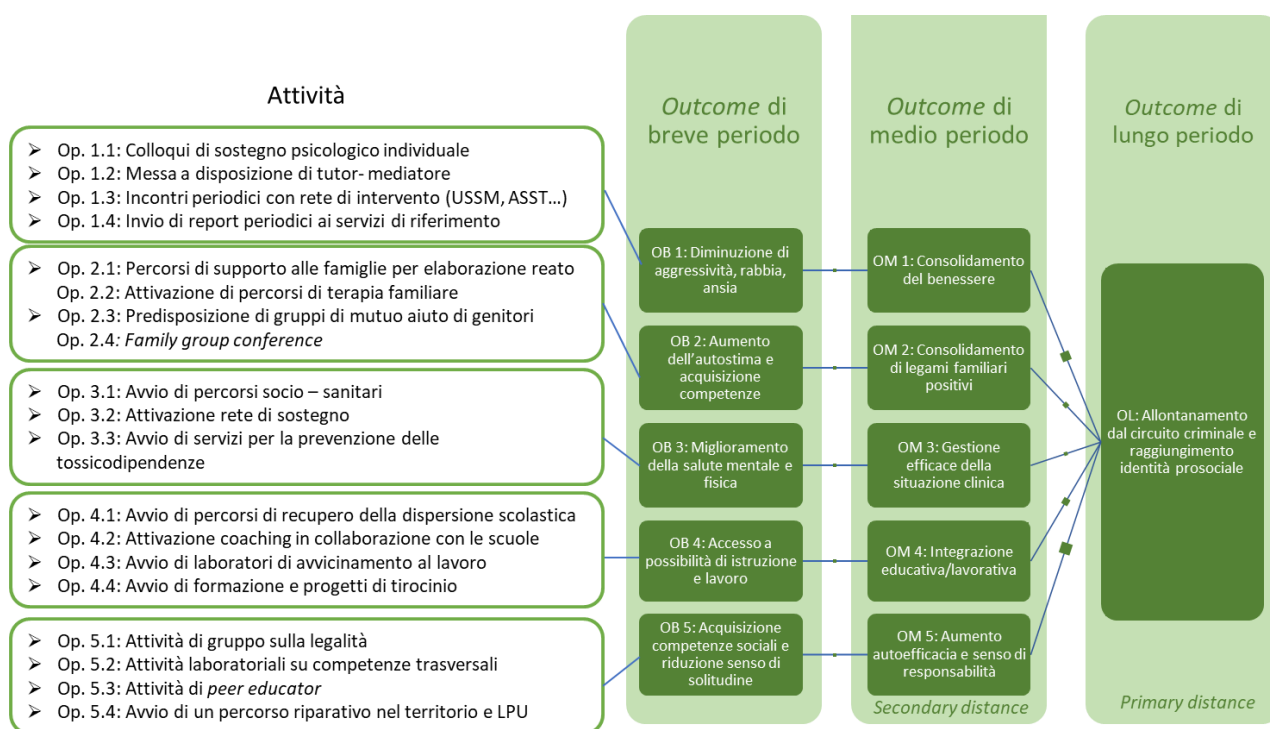 Attività
➢ Op. 1.1: Colloqui di sostegno psicologico individuale
➢ Op. 1.2: Messa a disposizione di tutor- mediatore
➢ Op. 1.3: Incontri periodici con rete di intervento (USSM, ASST…)
➢ Op. 1.4: Invio di report periodici ai servizi di riferimento
➢ Op. 2.1: Percorsi di supporto alle famiglie per elaborazione reato
Op. 2.2: Attivazione di percorsi di terapia familiare
➢ Op. 2.3: Predisposizione di gruppi di mutuo aiuto di genitori
Op. 2.4: Family group conference
➢ Op. 3.1: Avvio di percorsi socio – sanitari
➢ Op. 3.2: Attivazione rete di sostegno
➢ Op. 3.3: Avvio di servizi per la prevenzione delle
tossicodipendenze
➢ Op. 4.1: Avvio di percorsi di recupero della dispersione scolastica
➢ Op. 4.2: Attivazione coaching in collaborazione con le scuole
➢ Op. 4.3: Avvio di laboratori di avvicinamento al lavoro
➢ Op. 4.4: Avvio di formazione e progetti di tirocinio
➢ Op. 5.1: Attività di gruppo sulla legalità
➢ Op. 5.2: Attività laboratoriali su competenze trasversali
➢ Op. 5.3: Attività di peer educator
➢ Op. 5.4: Avvio di un percorso riparativo nel territorio e LPU
Outcome di
breve periodo
OB 1: Diminuzione di
aggressività, rabbia,
ansia
OB 2: Aumento
dell'autostima e
acquisizione
competenze
OB 3: Miglioramento
della salute mentale e
fisica
OB 4: Accesso a
possibilità di istruzione
e lavoro
OB 5: Acquisizione
competenze sociali e
riduzione senso di
solitudine
Outcome di
medio periodo
OM 1: Consolidamento
del benessere
OM 2: Consolidamento
di legami familiari
positivi
OM 3: Gestione
efficace della
situazione clinica
OM 4: Integrazione
educativa/lavorativa
OM 5: Aumento
autoefficacia e senso di
responsabilità
Secondary distance
Outcome di
lungo periodo
OL: Allontanamento
dal circuito criminale e
raggiungimento
identità prosociale
Primary distance